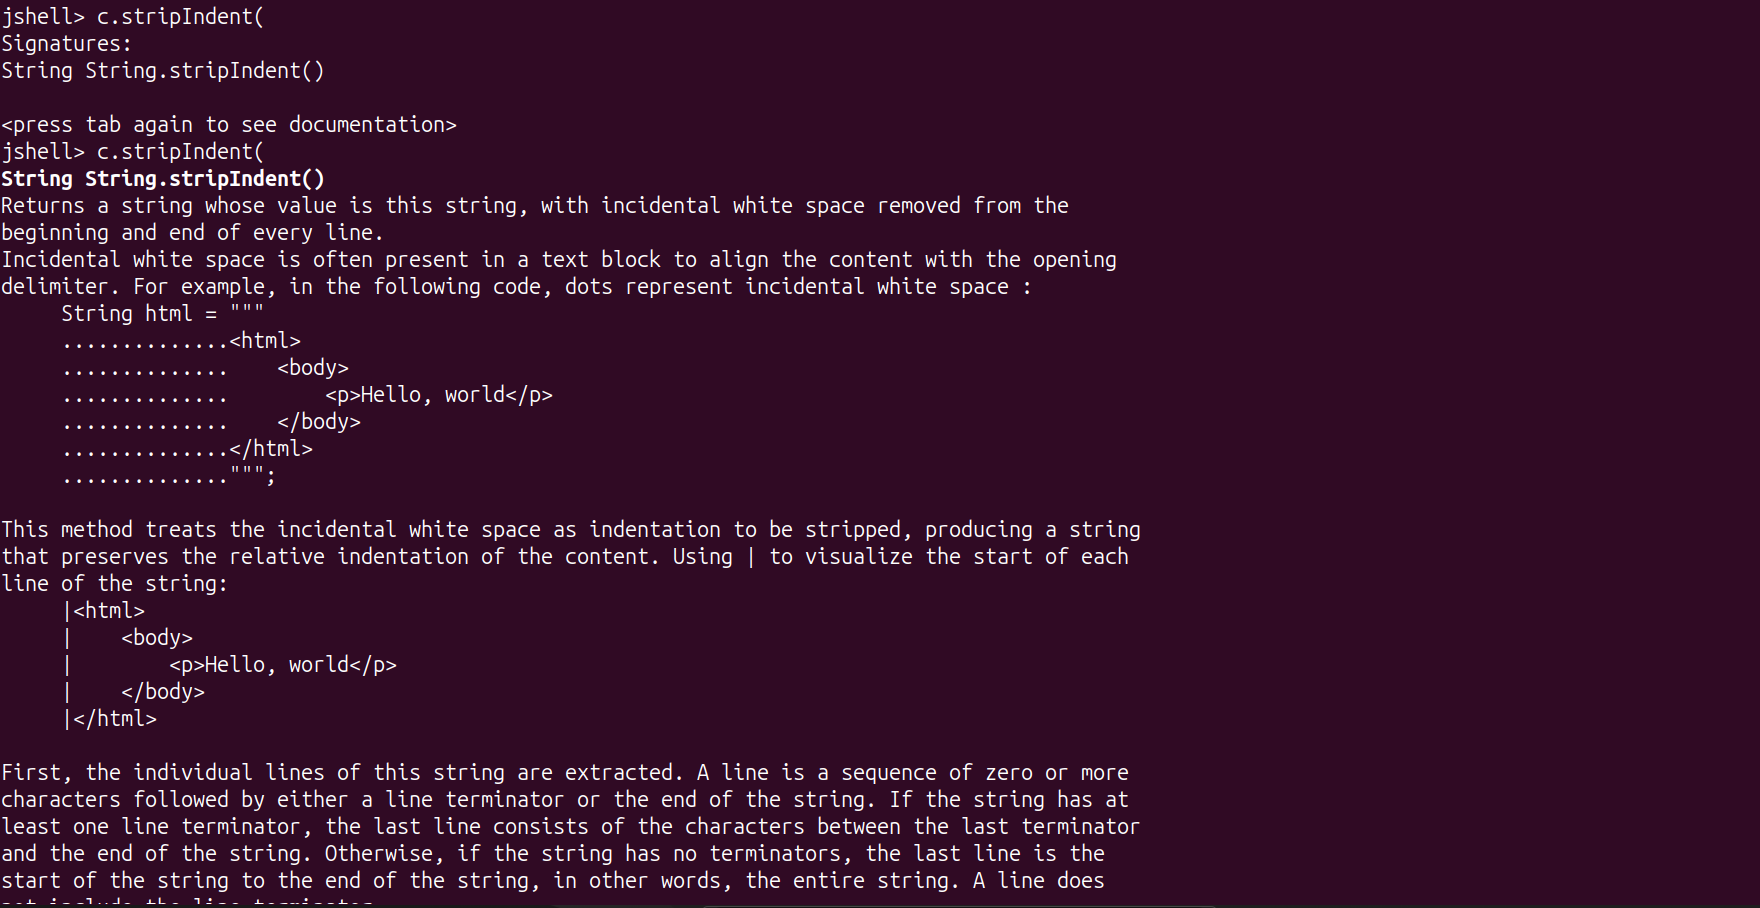 jshell> c.stripIndent(
Signatures:
String String.stripIndent()
<press tab again to see documentation>
jshell> c.stripIndent(
String String.stripIndent()
Returns a string whose value is this string, with incidental white space removed from the
beginning and end of every line.
Incidental white space is often present in a text block to align the content with the opening
delimiter. For example, in the following code, dots represent incidental white space :
     String html = """
     ..............<html>
     ..............    <body>
     ..............        <p>Hello, world</p>
     ..............    </body>
     ..............</html>
     ..............""";
This method treats the incidental white space as indentation to be stripped, producing a string
that preserves the relative indentation of the content. Using | to visualize the start of each
line of the string:
     |<html>
     |    <body>
     |        <p>Hello, world</p>
     |    </body>
     |</html>
First, the individual lines of this string are extracted. A line is a sequence of zero or more
characters followed by either a line terminator or the end of the string. If the string has at
least one line terminator, the last line consists of the characters between the last terminator
and the end of the string. Otherwise, if the string has no terminators, the last line is the
start of the string to the end of the string, in other words, the entire string. A line does